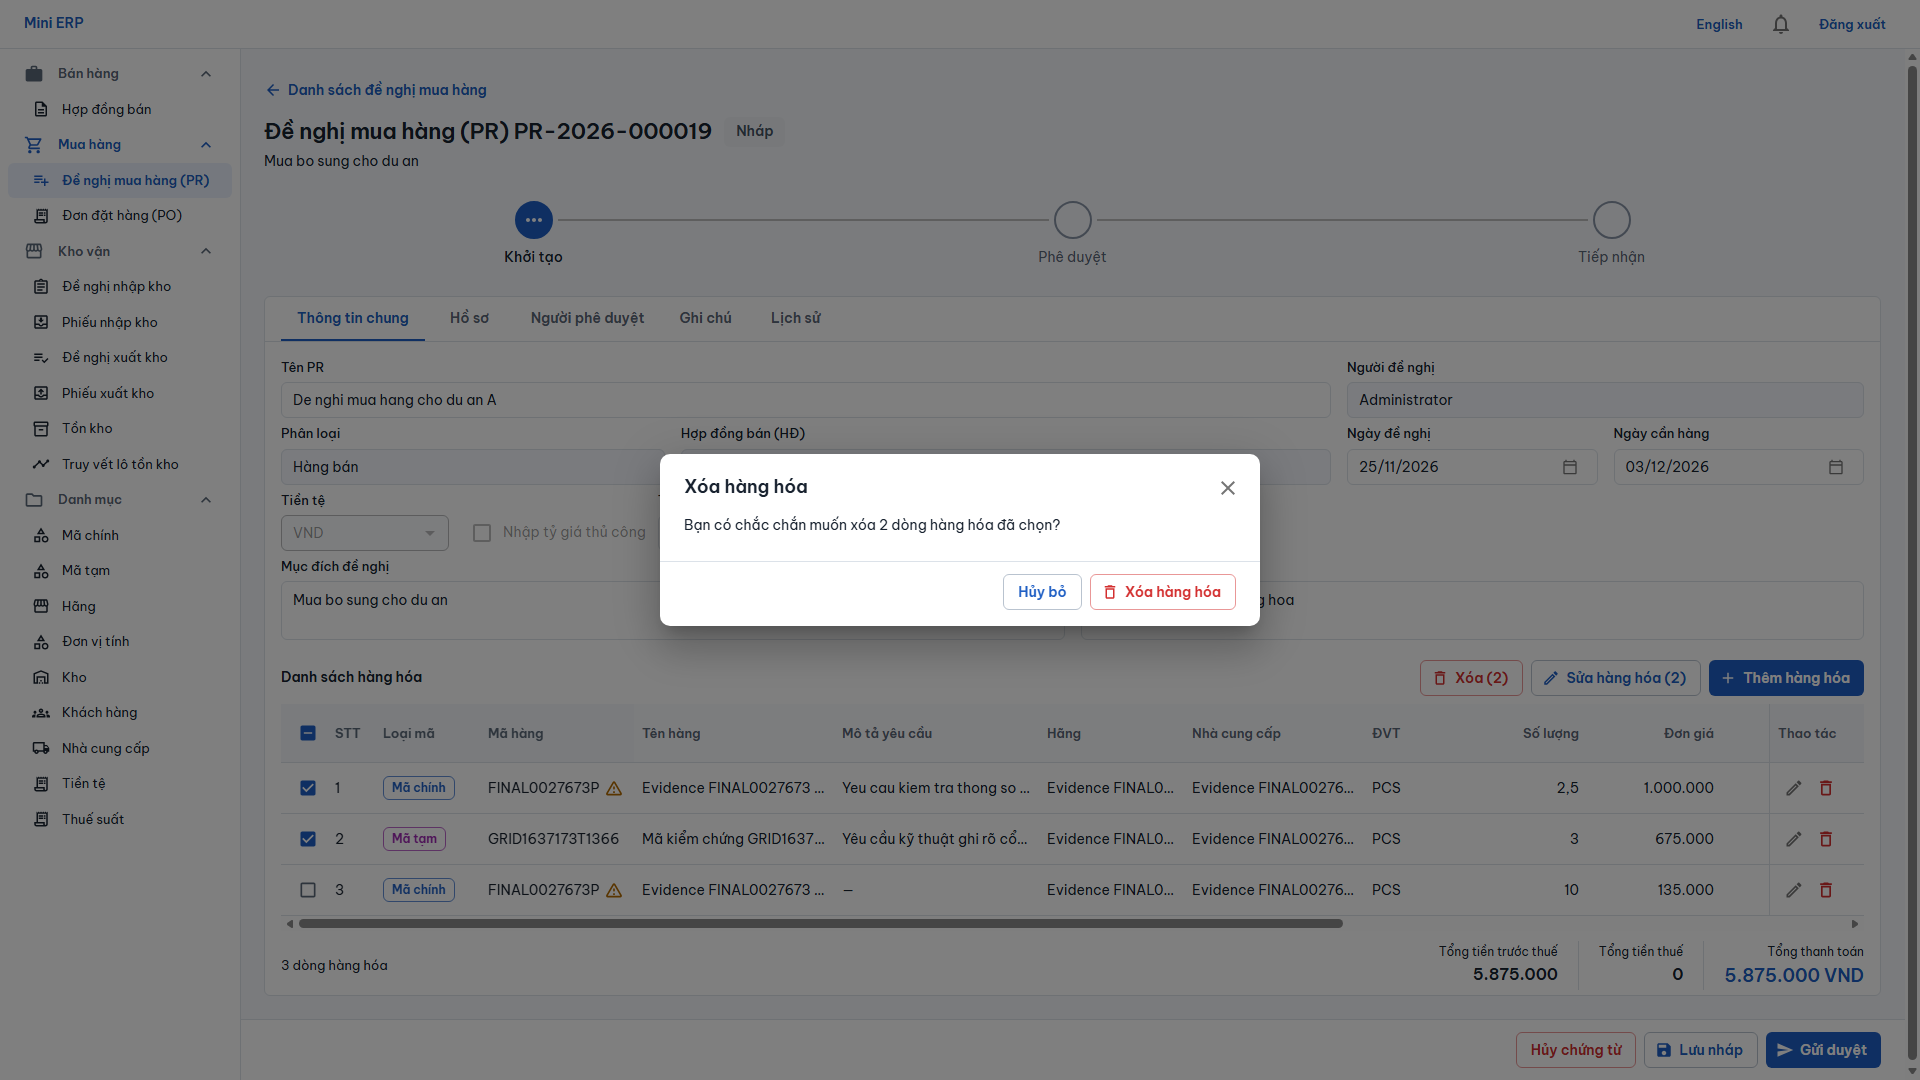 Mini ERP
English
Đăng xuất
Bán hàng
Hợp đồng bán
Mua hàng
Đề nghị mua hàng (PR)
Đơn đặt hàng (PO)
Kho vận
Đề nghị nhập kho
Phiếu nhập kho
Đề nghị xuất kho
Phiếu xuất kho
Tồn kho
Truy vết lô tồn kho
Danh mục
Mã chính
Mã tạm
Hãng
Đơn vị tính
Kho
Khách hàng
Nhà cung cấp
Tiền tệ
Thuế suất
Danh sách đề nghị mua hàng
Đề nghị mua hàng (PR) PR-2026-000019 Nháp
Mua bo sung cho du an
Khởi tạo Phê duyệt Tiếp nhận
Thông tin chung Hồ sơ Người phê duyệt Ghi chú Lịch sử
Tên PR Người đề nghị
De nghi mua hang cho du an A Administrator
Phân loại Hợp đồng bán (HĐ) Ngày đề nghị Ngày cần hàng
Hàng bán 25/11/2026 03/12/2026
Tiền tệ
VND Nhập tỷ giá thủ công
Mục đích đề nghị
Mua bo sung cho du an hoa
Xóa hàng hóa
Bạn có chắc chắn muốn xóa 2 dòng hàng hóa đã chọn?
Hủy bỏ Xóa hàng hóa
Danh sách hàng hóa Xóa (2) Sửa hàng hóa (2) Thêm hàng hóa
STT Loại mã Mã hàng Tên hàng Mô tả yêu cầu Hãng Nhà cung cấp ĐVT Số lượng Đơn giá Thao tác
1 Mã chính FINAL0027673P Evidence FINAL0027673 ... Yeu cau kiem tra thong so ... Evidence FINAL0... Evidence FINAL00276... PCS 2,5 1.000.000
2 Mã tạm GRID1637173T1366 Mã kiểm chứng GRID1637... Yêu cầu kỹ thuật ghi rõ cổ... Evidence FINAL0... Evidence FINAL00276... PCS 3 675.000
3 Mã chính FINAL0027673P Evidence FINAL0027673 ... — Evidence FINAL0... Evidence FINAL00276... PCS 10 135.000
3 dòng hàng hóa
Tổng tiền trước thuế Tổng tiền thuế Tổng thanh toán
5.875.000 0 5.875.000 VND
Hủy chứng từ Lưu nháp Gửi duyệt